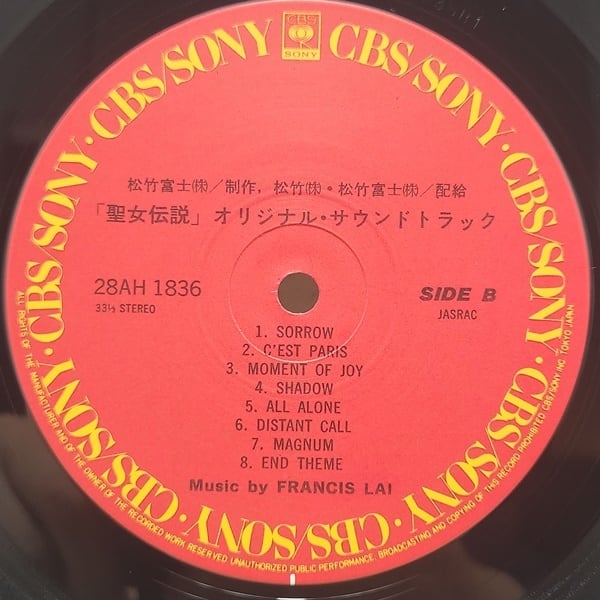 CBS/SONY · CBS/SONY · CBS/SONY · CBS/SONY · CBS/SONY · CBS/SONY · CBS/SONY
CBS
SONY
松竹富士㈱／制作，松竹㈱・松竹富士㈱／配給
「聖女伝説」オリジナル・サウンドトラック
28AH 1836
33⅓ STEREO
SIDE B
JASRAC
1. SORROW
2. C'EST PARIS
3. MOMENT OF JOY
4. SHADOW
5. ALL ALONE
6. DISTANT CALL
7. MAGNUM
8. END THEME
Music by FRANCIS LAI
ALL RIGHTS OF THE MANUFACTURER AND OF THE OWNER OF THE RECORDED WORK RESERVED. UNAUTHORIZED PUBLIC PERFORMANCE, BROADCASTING AND COPYING OF THIS RECORD PROHIBITED CBS/SONY INC. TOKYO JAPAN